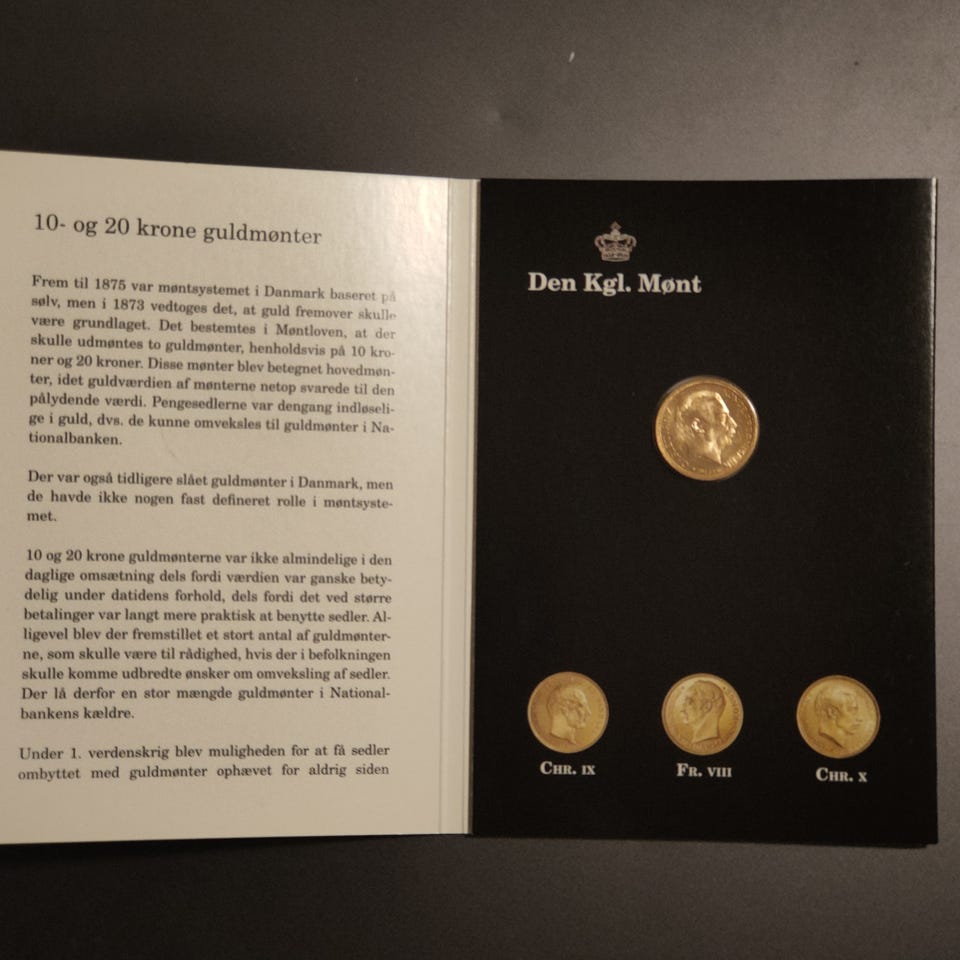 10- og 20 krone guldmønter
Frem til 1875 var møntsystemet i Danmark baseret på
sølv, men i 1873 vedtoges det, at guld fremover skulle
være grundlaget. Det bestemtes i Møntloven, at der
skulle udmøntes to guldmønter, henholdsvis på 10 kro-
ner og 20 kroner. Disse mønter blev betegnet hovedmøn-
ter, idet guldværdien af mønterne netop svarede til den
pålydende værdi. Pengesedlerne var dengang indløseli-
ge i guld, dvs. de kunne omveksles til guldmønter i Na-
tionalbanken.
Der var også tidligere slået guldmønter i Danmark, men
de havde ikke nogen fast defineret rolle i møntsyste-
met.
10 og 20 krone guldmønterne var ikke almindelige i den
daglige omsætning dels fordi værdien var ganske bety-
delig under datidens forhold, dels fordi det ved større
betalinger var langt mere praktisk at benytte sedler. Al-
ligevel blev der fremstillet et stort antal af guldmønter-
ne, som skulle være til rådighed, hvis der i befolkningen
skulle komme udbredte ønsker om omveksling af sedler.
Der lå derfor en stor mængde guldmønter i National-
bankens kældre.
Under 1. verdenskrig blev muligheden for at få sedler
ombyttet med guldmønter ophævet for aldrig siden
Den Kgl. Mønt
CHR. IX
FR. VIII
CHR. X